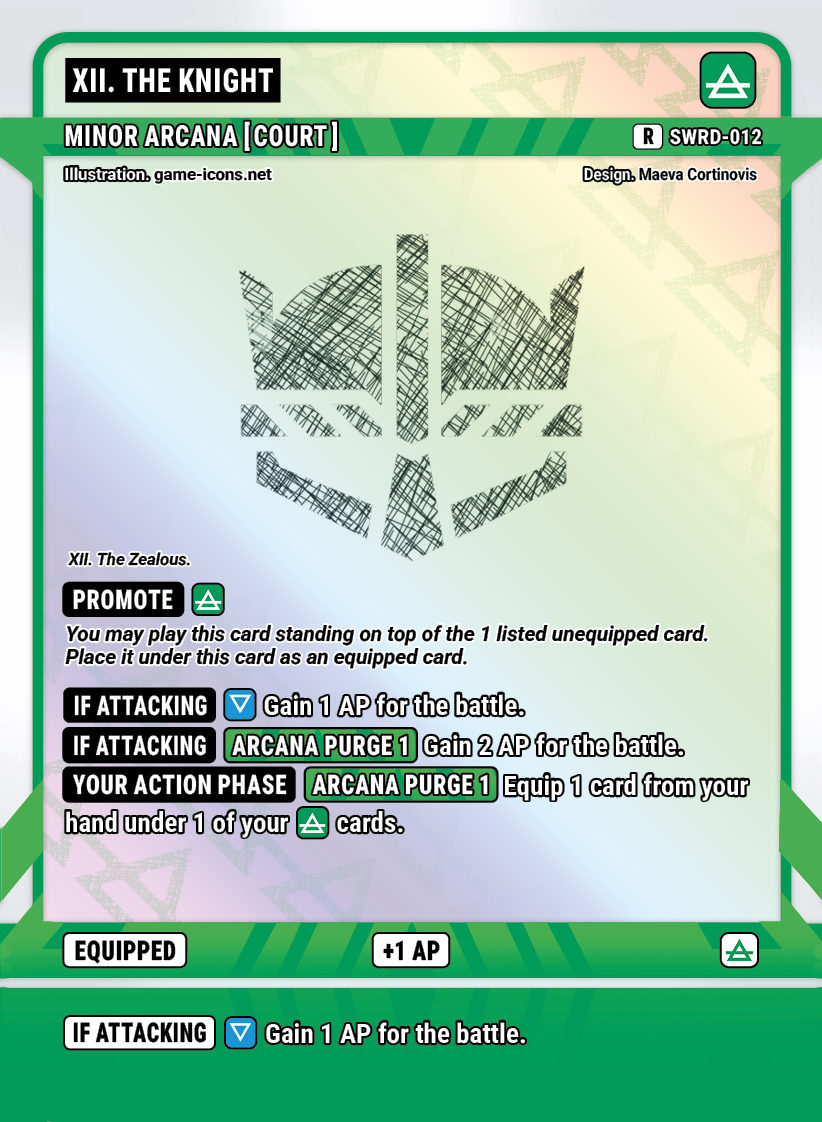 XII. THE KNIGHT
MINOR ARCANA [COURT]
R SWRD-012
Illustration. game-icons.net
Design. Maeva Cortinovis
XII. The Zealous.
PROMOTE
You may play this card standing on top of the 1 listed unequipped card.
Place it under this card as an equipped card.
IF ATTACKING Gain 1 AP for the battle.
IF ATTACKING ARCANA PURGE 1 Gain 2 AP for the battle.
YOUR ACTION PHASE ARCANA PURGE 1 Equip 1 card from your
hand under 1 of your cards.
EQUIPPED
+1 AP
IF ATTACKING Gain 1 AP for the battle.